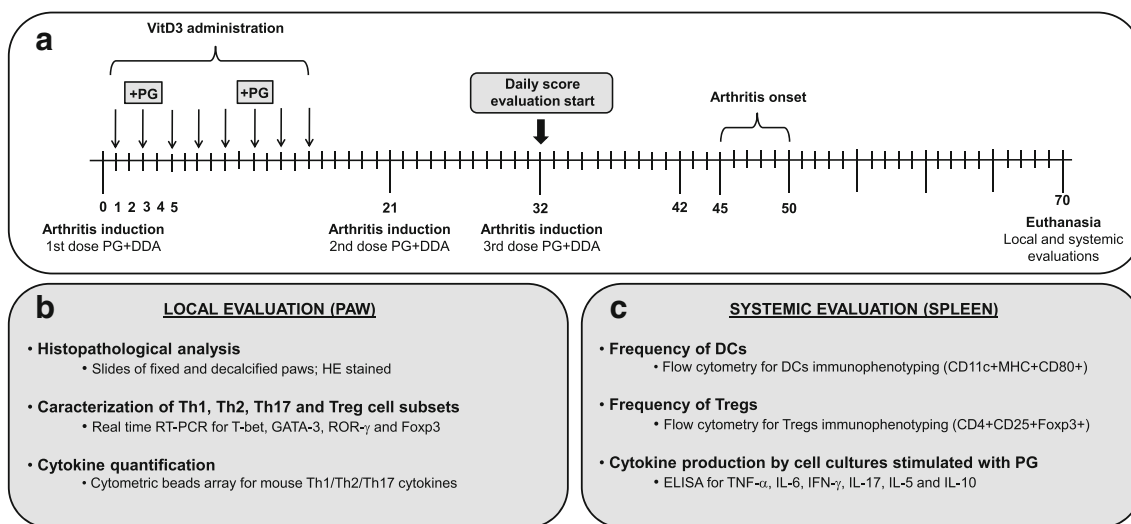 a
VitD3 administration
+PG +PG
Daily score
evaluation start
Arthritis onset
0 1 2 3 4 5 21 32 42 45 50 70
Arthritis induction
1st dose PG+DDA
Arthritis induction
2nd dose PG+DDA
Arthritis induction
3rd dose PG+DDA
Euthanasia
Local and systemic
evaluations
b
LOCAL EVALUATION (PAW)
• Histopathological analysis
• Slides of fixed and decalcified paws; HE stained
• Caracterization of Th1, Th2, Th17 and Treg cell subsets
• Real time RT-PCR for T-bet, GATA-3, ROR-γ and Foxp3
• Cytokine quantification
• Cytometric beads array for mouse Th1/Th2/Th17 cytokines
c
SYSTEMIC EVALUATION (SPLEEN)
• Frequency of DCs
• Flow cytometry for DCs immunophenotyping (CD11c+MHC+CD80+)
• Frequency of Tregs
• Flow cytometry for Tregs immunophenotyping (CD4+CD25+Foxp3+)
• Cytokine production by cell cultures stimulated with PG
• ELISA for TNF-α, IL-6, IFN-γ, IL-17, IL-5 and IL-10